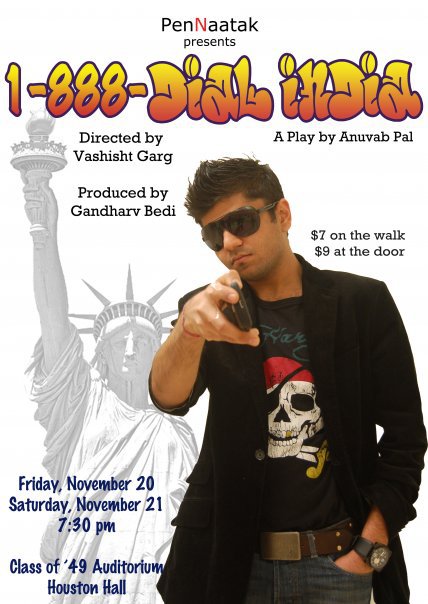 PenNaatak
presents
1-888-DIAL INDIA
Directed by
Vashisht Garg
A Play by Anuvab Pal
Produced by
Gandharv Bedi
$7 on the walk
$9 at the door
Friday, November 20
Saturday, November 21
7:30 pm
Class of '49 Auditorium
Houston Hall